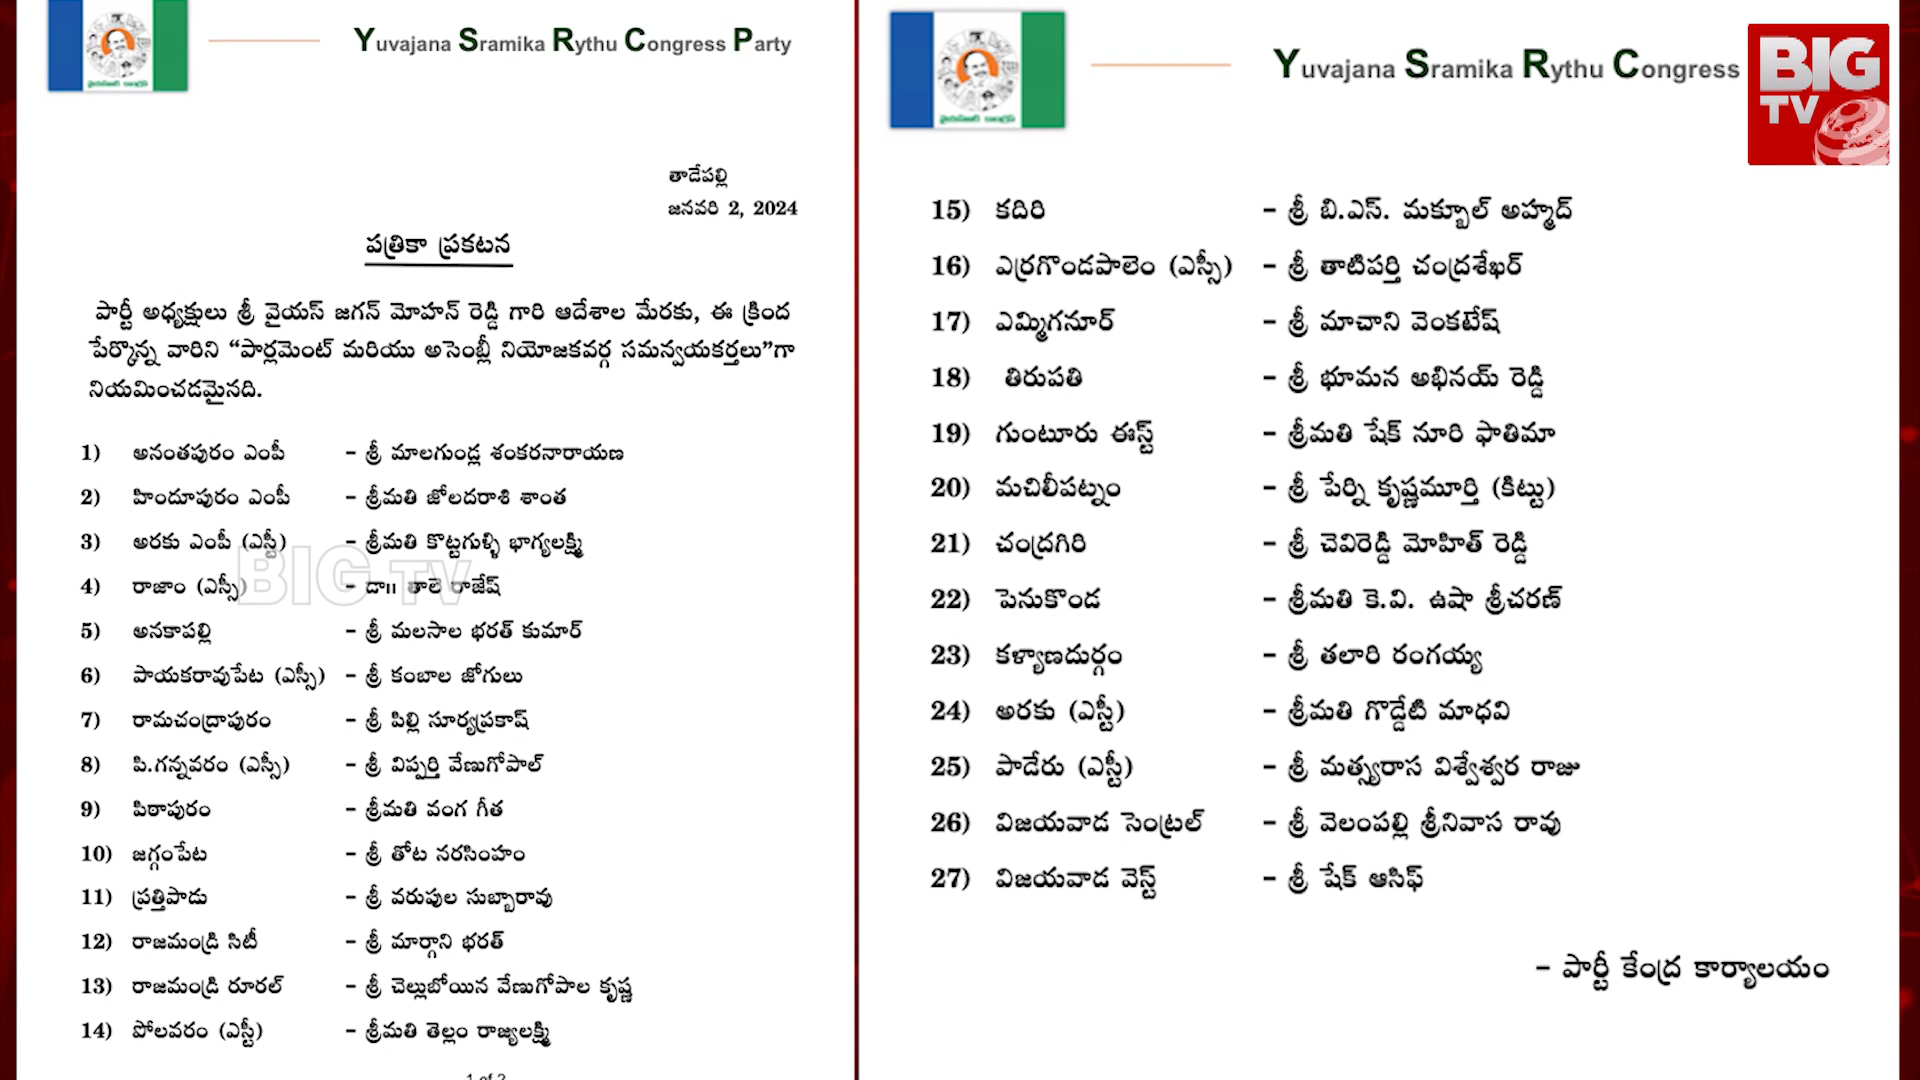 Yuvajana Sramika Rythu Congress Party
తాడేపల్లి
జనవరి 2, 2024
పత్రికా ప్రకటన
పార్టీ అధ్యక్షులు శ్రీ వైయస్ జగన్ మోహన్ రెడ్డి గారి ఆదేశాల మేరకు, ఈ క్రింద
పేర్కొన్న వారిని “పార్లమెంట్ మరియు అసెంబ్లీ నియోజకవర్గ సమన్వయకర్తలు”గా
నియమించడమైనది.
1) అనంతపురం ఎంపీ – శ్రీ మాలగుండ్ల శంకరనారాయణ
2) హిందూపురం ఎంపీ – శ్రీమతి జోలదరాశి శాంత
3) అరకు ఎంపీ (ఎస్టీ) – శ్రీమతి కొట్టగుళ్ళి భాగ్యలక్ష్మి
4) రాజాం (ఎస్సీ) – డా॥ తాలె రాజేష్
5) అనకాపల్లి – శ్రీ మలసాల భరత్ కుమార్
6) పాయకరావుపేట (ఎస్సీ) – శ్రీ కంబాల జోగులు
7) రామచంద్రాపురం – శ్రీ పిల్లి సూర్యప్రకాష్
8) పి.గన్నవరం (ఎస్సీ) – శ్రీ విప్పర్తి వేణుగోపాల్
9) పిఠాపురం – శ్రీమతి వంగ గీత
10) జగ్గంపేట – శ్రీ తోట నరసింహం
11) ప్రత్తిపాడు – శ్రీ వరుపుల సుబ్బారావు
12) రాజమండ్రి సిటీ – శ్రీ మార్గాని భరత్
13) రాజమండ్రి రూరల్ – శ్రీ చెల్లుబోయిన వేణుగోపాల కృష్ణ
14) పోలవరం (ఎస్టీ) – శ్రీమతి తెల్లం రాజ్యలక్ష్మి
BIG TV
Yuvajana Sramika Rythu Congress
BIG
TV
15) కదిరి – శ్రీ బి.ఎస్. మక్బూల్ అహ్మద్
16) ఎర్రగొండపాలెం (ఎస్సీ) – శ్రీ తాటిపర్తి చంద్రశేఖర్
17) ఎమ్మిగనూర్ – శ్రీ మాచాని వెంకటేష్
18) తిరుపతి – శ్రీ భూమన అభినయ్ రెడ్డి
19) గుంటూరు ఈస్ట్ – శ్రీమతి షేక్ నూరి ఫాతిమా
20) మచిలీపట్నం – శ్రీ పేర్ని కృష్ణమూర్తి (కిట్టు)
21) చంద్రగిరి – శ్రీ చెవిరెడ్డి మోహిత్ రెడ్డి
22) పెనుకొండ – శ్రీమతి కె.వి. ఉషా శ్రీచరణ్
23) కళ్యాణదుర్గం – శ్రీ తలారి రంగయ్య
24) అరకు (ఎస్టీ) – శ్రీమతి గొడ్డేటి మాధవి
25) పాడేరు (ఎస్టీ) – శ్రీ మత్స్యరాస విశ్వేశ్వర రాజు
26) విజయవాడ సెంట్రల్ – శ్రీ వెలంపల్లి శ్రీనివాస రావు
27) విజయవాడ వెస్ట్ – శ్రీ షేక్ ఆసిఫ్
– పార్టీ కేంద్ర కార్యాలయం